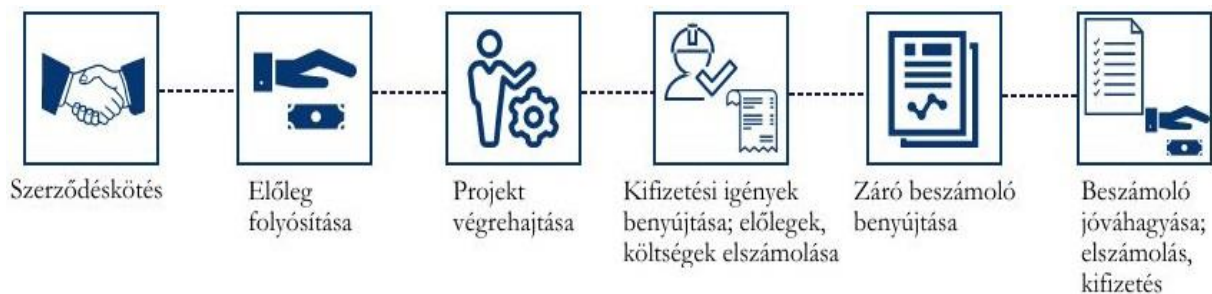 Szerződéskötés
Előleg
folyósítása
Projekt
végrehajtása
Kifizetési igények
benyújtása; előlegek,
költségek elszámolása
Záró beszámoló
benyújtása
Beszámoló
jóváhagyása;
elszámolás,
kifizetés